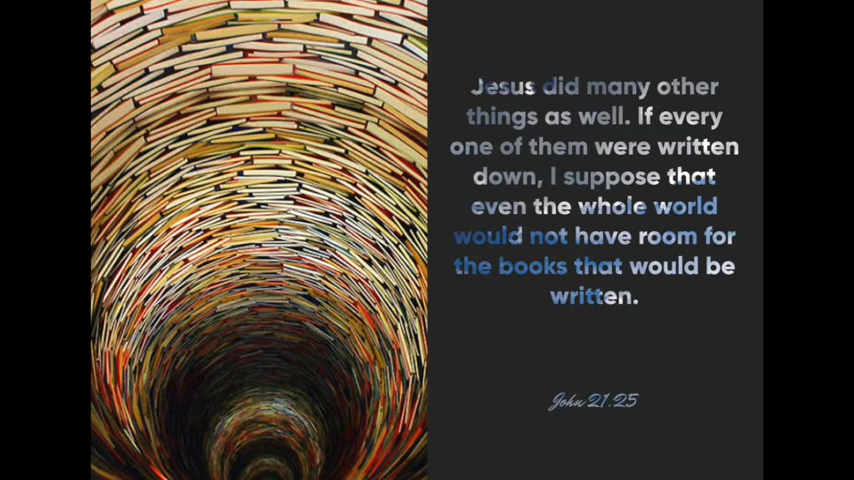 Jesus did many other
things as well. If every
one of them were written
down, I suppose that
even the whole world
would not have room for
the books that would be
written.
John 21:25